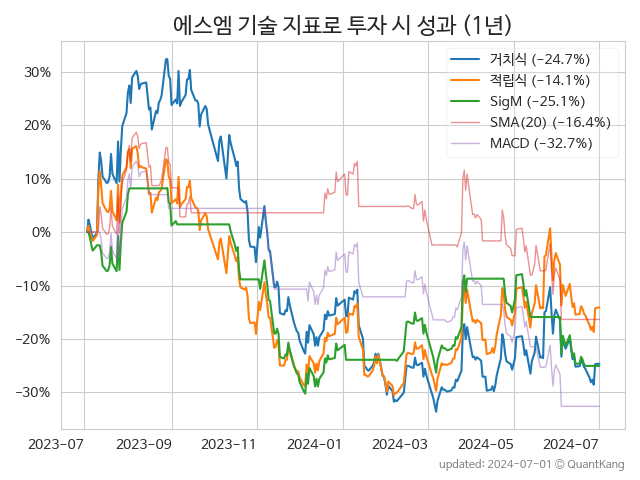 에스엠 기술 지표로 투자 시 성과 (1년)
거치식 (−24.7%)
적립식 (−14.1%)
SigM (−25.1%)
SMA(20) (−16.4%)
MACD (−32.7%)
30%
20%
10%
0%
−10%
−20%
−30%
2023-07 2023-09 2023-11 2024-01 2024-03 2024-05 2024-07
updated: 2024-07-01 ⓒ QuantKang